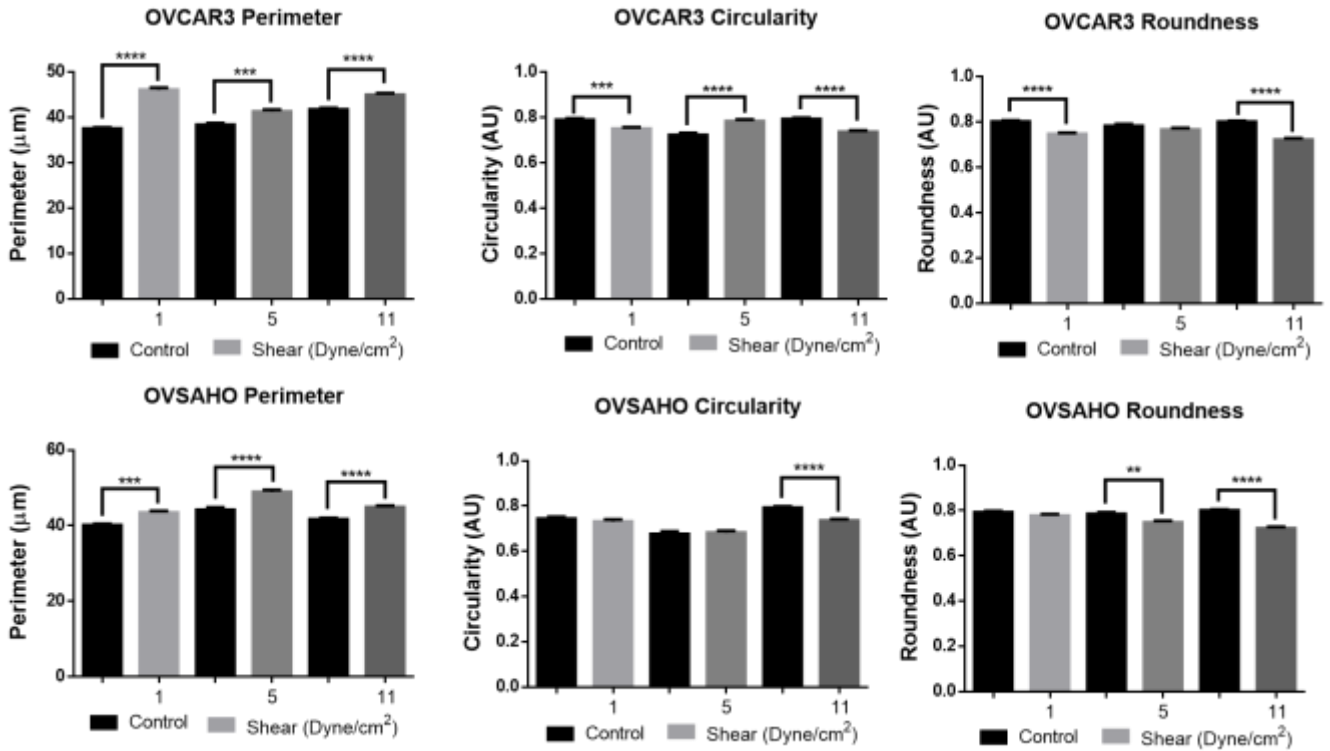 OVCAR3 Perimeter
Perimeter (μm)
50
40
30
20
10
0
****
***
****
1
5
11
Control
Shear (Dyne/cm²)
OVCAR3 Circularity
Circularity (AU)
1.0
0.8
0.6
0.4
0.2
0.0
***
****
****
1
5
11
Control
Shear (Dyne/cm²)
OVCAR3 Roundness
Roundness (AU)
1.0
0.8
0.6
0.4
0.2
0.0
****
****
1
5
11
Control
Shear (Dyne/cm²)
OVSAHO Perimeter
Perimeter (μm)
60
40
20
0
***
****
****
1
5
11
Control
Shear (Dyne/cm²)
OVSAHO Circularity
Circularity (AU)
1.0
0.8
0.6
0.4
0.2
0.0
****
1
5
11
Control
Shear (Dyne/cm²)
OVSAHO Roundness
Roundness (AU)
1.0
0.8
0.6
0.4
0.2
0.0
**
****
1
5
11
Control
Shear (Dyne/cm²)